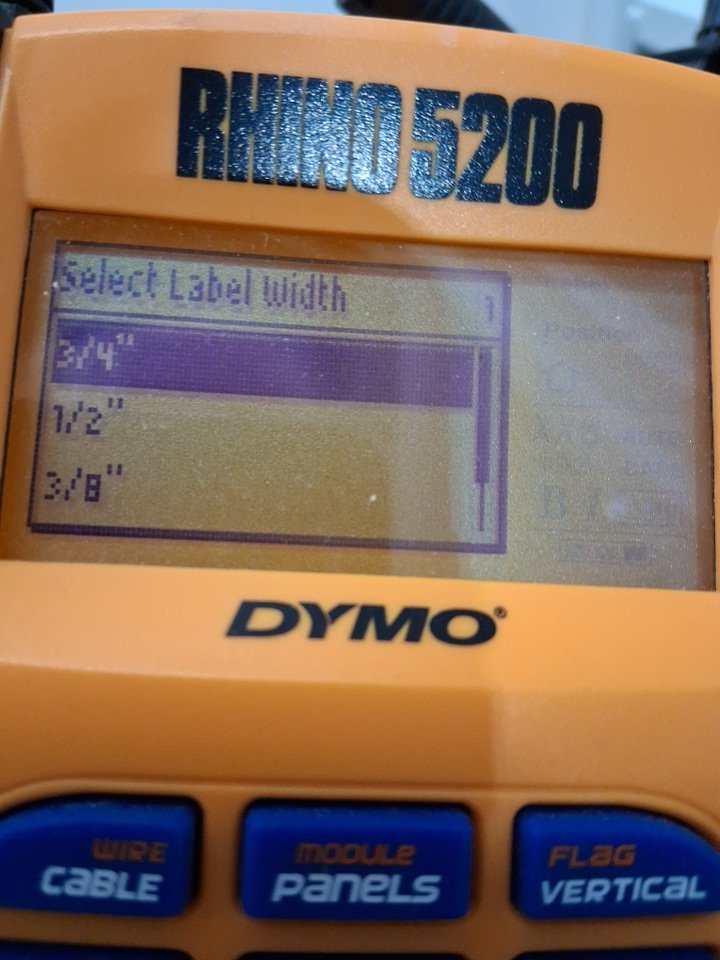 RHINO 5200
Select Label Width 1
3/4"
1/2"
3/8"
Position
DYMO®
WIRE
CABLE
MODULE
PANELS
FLAG
VERTICAL